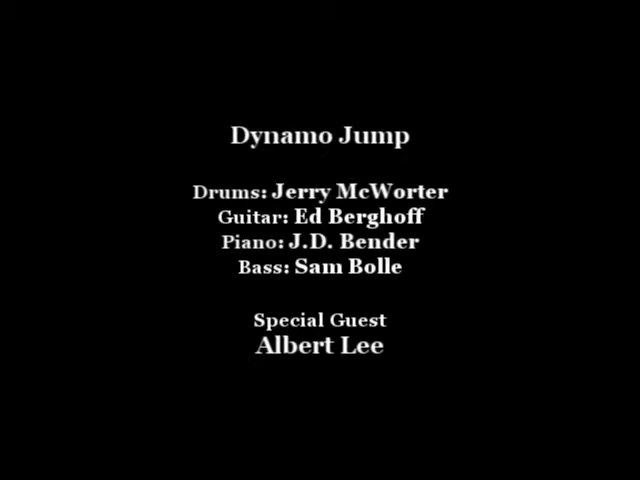 Dynamo Jump
Drums: Jerry McWorter
Guitar: Ed Berghoff
Piano: J.D. Bender
Bass: Sam Bolle
Special Guest
Albert Lee